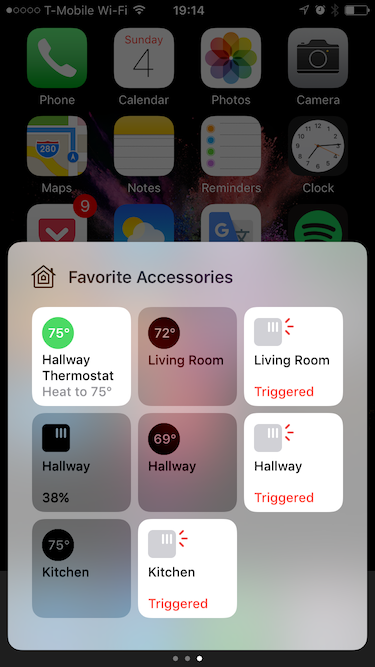 T-Mobile Wi-Fi 19:14
Sunday
4
Phone Calendar Photos Camera
280
Maps Notes Reminders Clock
9
G
Favorite Accessories
75° 72°
Hallway Living Room Living Room
Thermostat
Heat to 75° Triggered
69°
Hallway Hallway Hallway
38% Triggered
75°
Kitchen Kitchen
Triggered